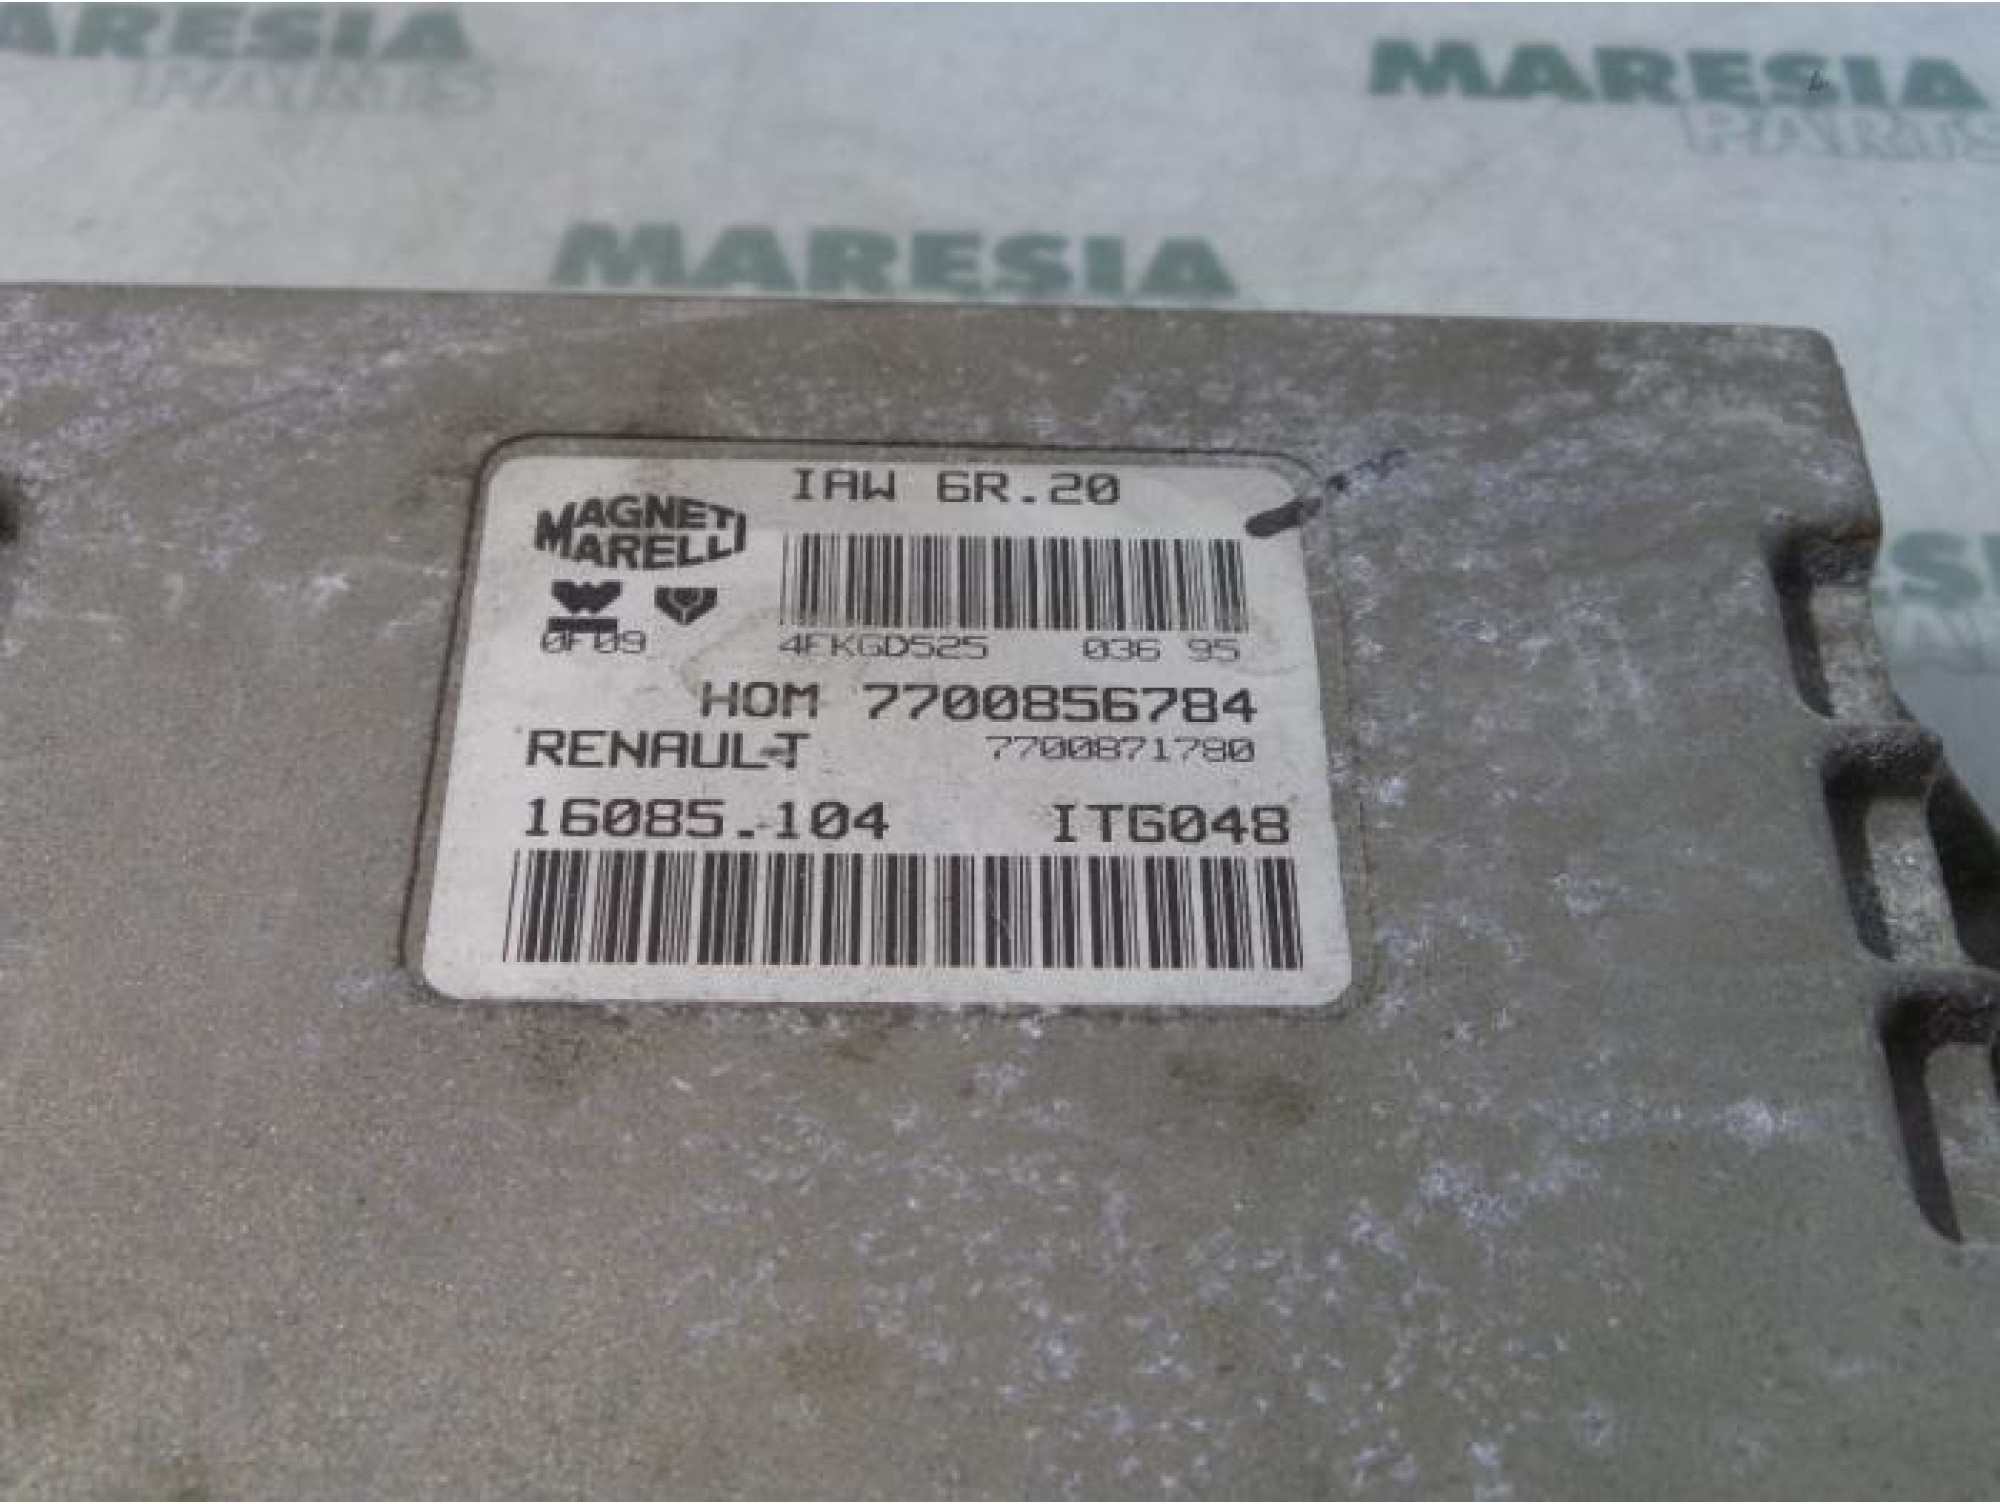 ARESIA
PARTS
MARESIA
PARTS
MARESIA
IAW 6R.20
MAGNETI
MARELLI
0F09
4FKGD525 036 95
HOM 7700856784
RENAULT 7700871780
16085.104 ITG048